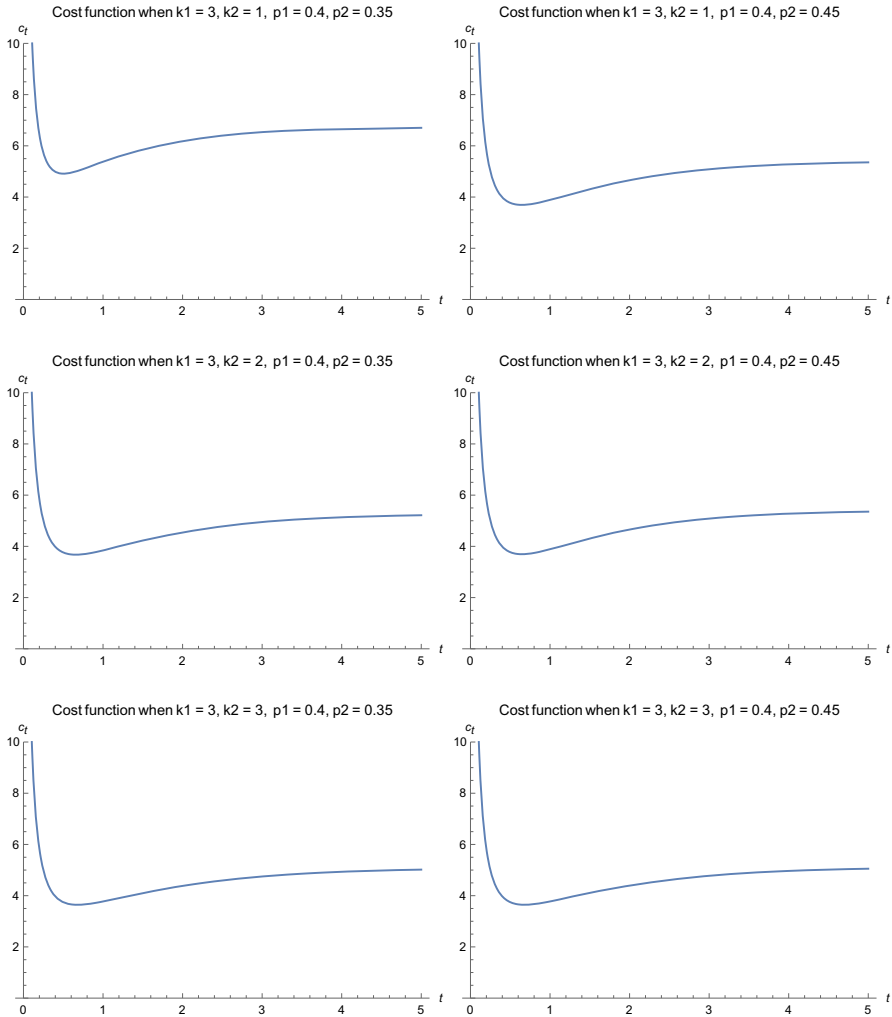 Cost function when k1 = 3, k2 = 1, p1 = 0.4, p2 = 0.35
c_t
10
8
6
4
2
0 1 2 3 4 5 t
Cost function when k1 = 3, k2 = 1, p1 = 0.4, p2 = 0.45
c_t
10
8
6
4
2
0 1 2 3 4 5 t
Cost function when k1 = 3, k2 = 2, p1 = 0.4, p2 = 0.35
c_t
10
8
6
4
2
0 1 2 3 4 5 t
Cost function when k1 = 3, k2 = 2, p1 = 0.4, p2 = 0.45
c_t
10
8
6
4
2
0 1 2 3 4 5 t
Cost function when k1 = 3, k2 = 3, p1 = 0.4, p2 = 0.35
c_t
10
8
6
4
2
0 1 2 3 4 5 t
Cost function when k1 = 3, k2 = 3, p1 = 0.4, p2 = 0.45
c_t
10
8
6
4
2
0 1 2 3 4 5 t